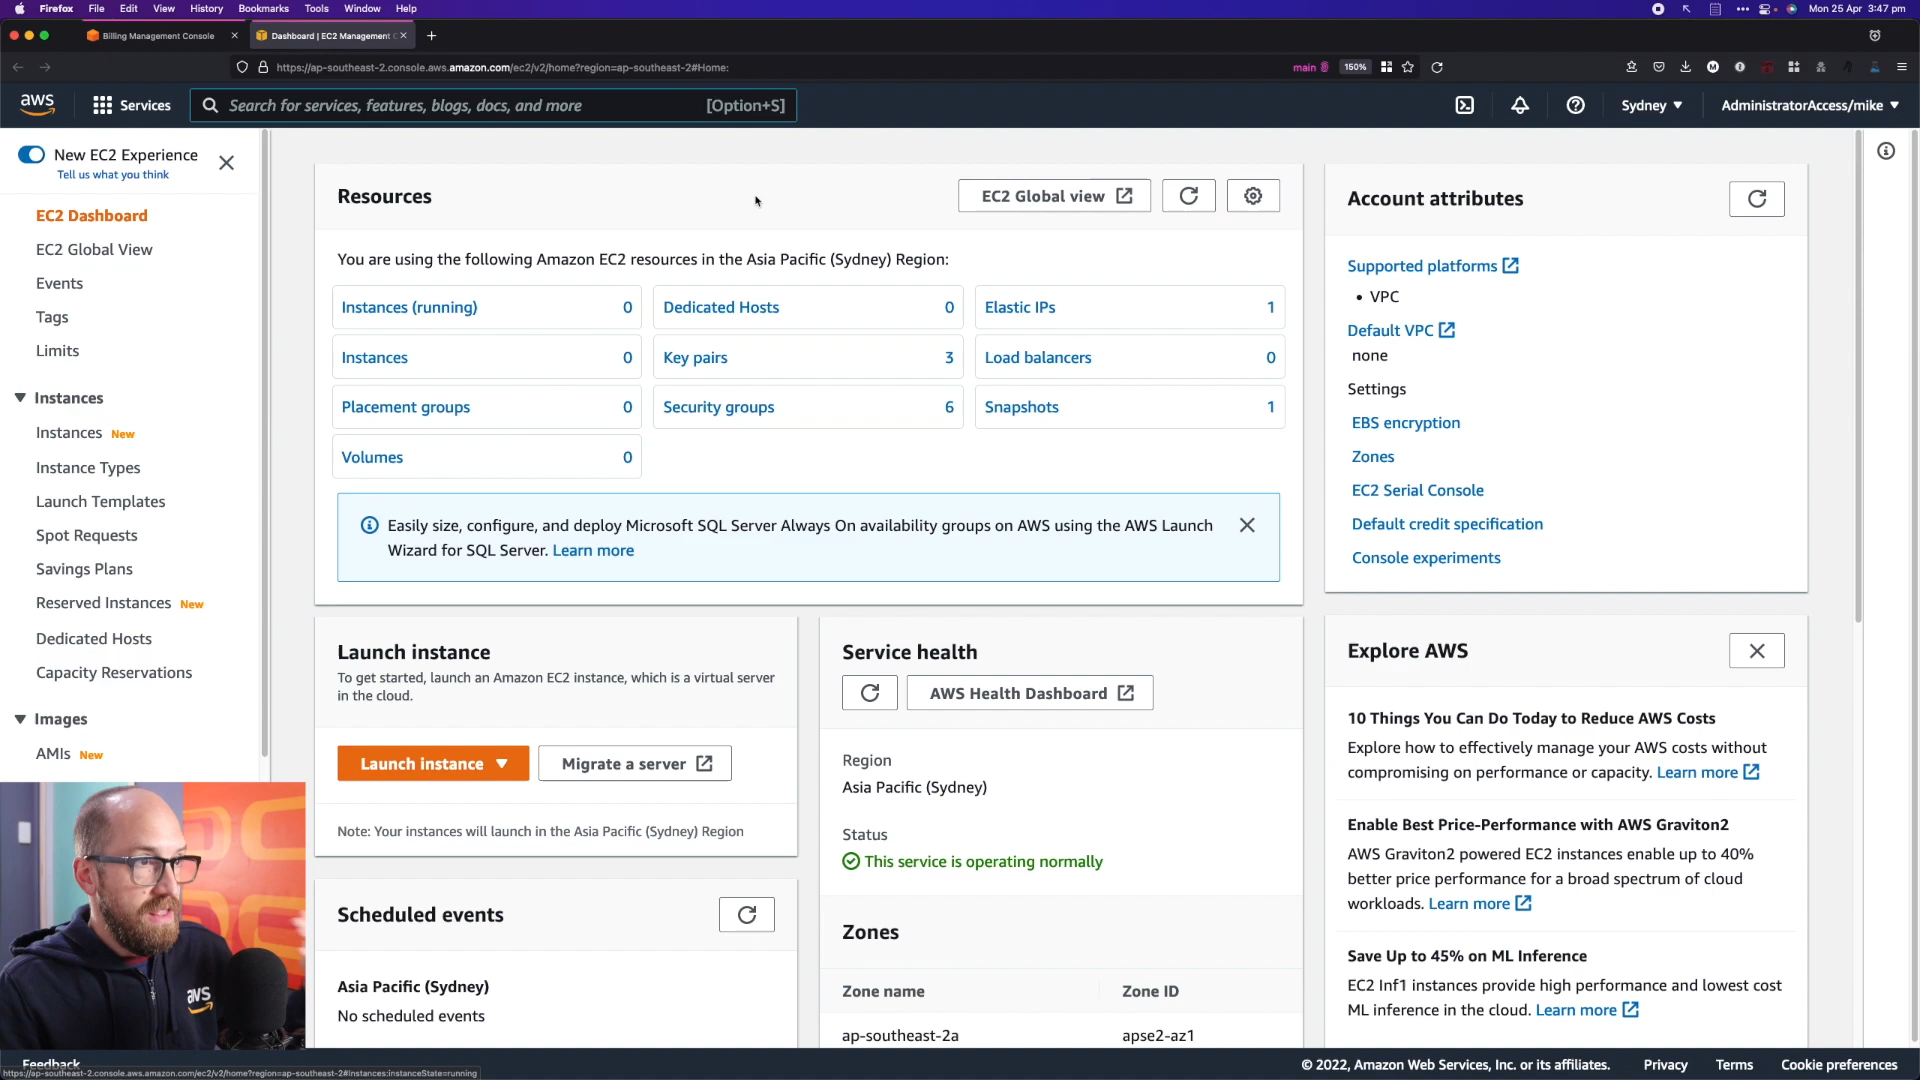 Firefox File Edit View History Bookmarks Tools Window Help
Mon 25 Apr 3:47 pm
Billing Management Console
Dashboard | EC2 Management C
https://ap-southeast-2.console.aws.amazon.com/ec2/v2/home?region=ap-southeast-2#Home:
main
150%
aws
Services
Search for services, features, blogs, docs, and more
[Option+S]
Sydney
AdministratorAccess/mike
New EC2 Experience
Tell us what you think
EC2 Dashboard
EC2 Global View
Events
Tags
Limits
Instances
Instances New
Instance Types
Launch Templates
Spot Requests
Savings Plans
Reserved Instances New
Dedicated Hosts
Capacity Reservations
Images
AMIs New
Resources
EC2 Global view
You are using the following Amazon EC2 resources in the Asia Pacific (Sydney) Region:
Instances (running) 0
Dedicated Hosts 0
Elastic IPs 1
Instances 0
Key pairs 3
Load balancers 0
Placement groups 0
Security groups 6
Snapshots 1
Volumes 0
Easily size, configure, and deploy Microsoft SQL Server Always On availability groups on AWS using the AWS Launch
Wizard for SQL Server. Learn more
Launch instance
To get started, launch an Amazon EC2 instance, which is a virtual server
in the cloud.
Launch instance
Migrate a server
Note: Your instances will launch in the Asia Pacific (Sydney) Region
Scheduled events
Asia Pacific (Sydney)
No scheduled events
Service health
AWS Health Dashboard
Region
Asia Pacific (Sydney)
Status
This service is operating normally
Zones
Zone name
Zone ID
ap-southeast-2a
apse2-az1
Account attributes
Supported platforms
• VPC
Default VPC
none
Settings
EBS encryption
Zones
EC2 Serial Console
Default credit specification
Console experiments
Explore AWS
10 Things You Can Do Today to Reduce AWS Costs
Explore how to effectively manage your AWS costs without
compromising on performance or capacity. Learn more
Enable Best Price-Performance with AWS Graviton2
AWS Graviton2 powered EC2 instances enable up to 40%
better price performance for a broad spectrum of cloud
workloads. Learn more
Save Up to 45% on ML Inference
EC2 Inf1 instances provide high performance and lowest cost
ML inference in the cloud. Learn more
aws
Feedback
https://ap-southeast-2.console.aws.amazon.com/ec2/v2/home?region=ap-southeast-2#Instances:instanceState=running
© 2022, Amazon Web Services, Inc. or its affiliates.
Privacy
Terms
Cookie preferences